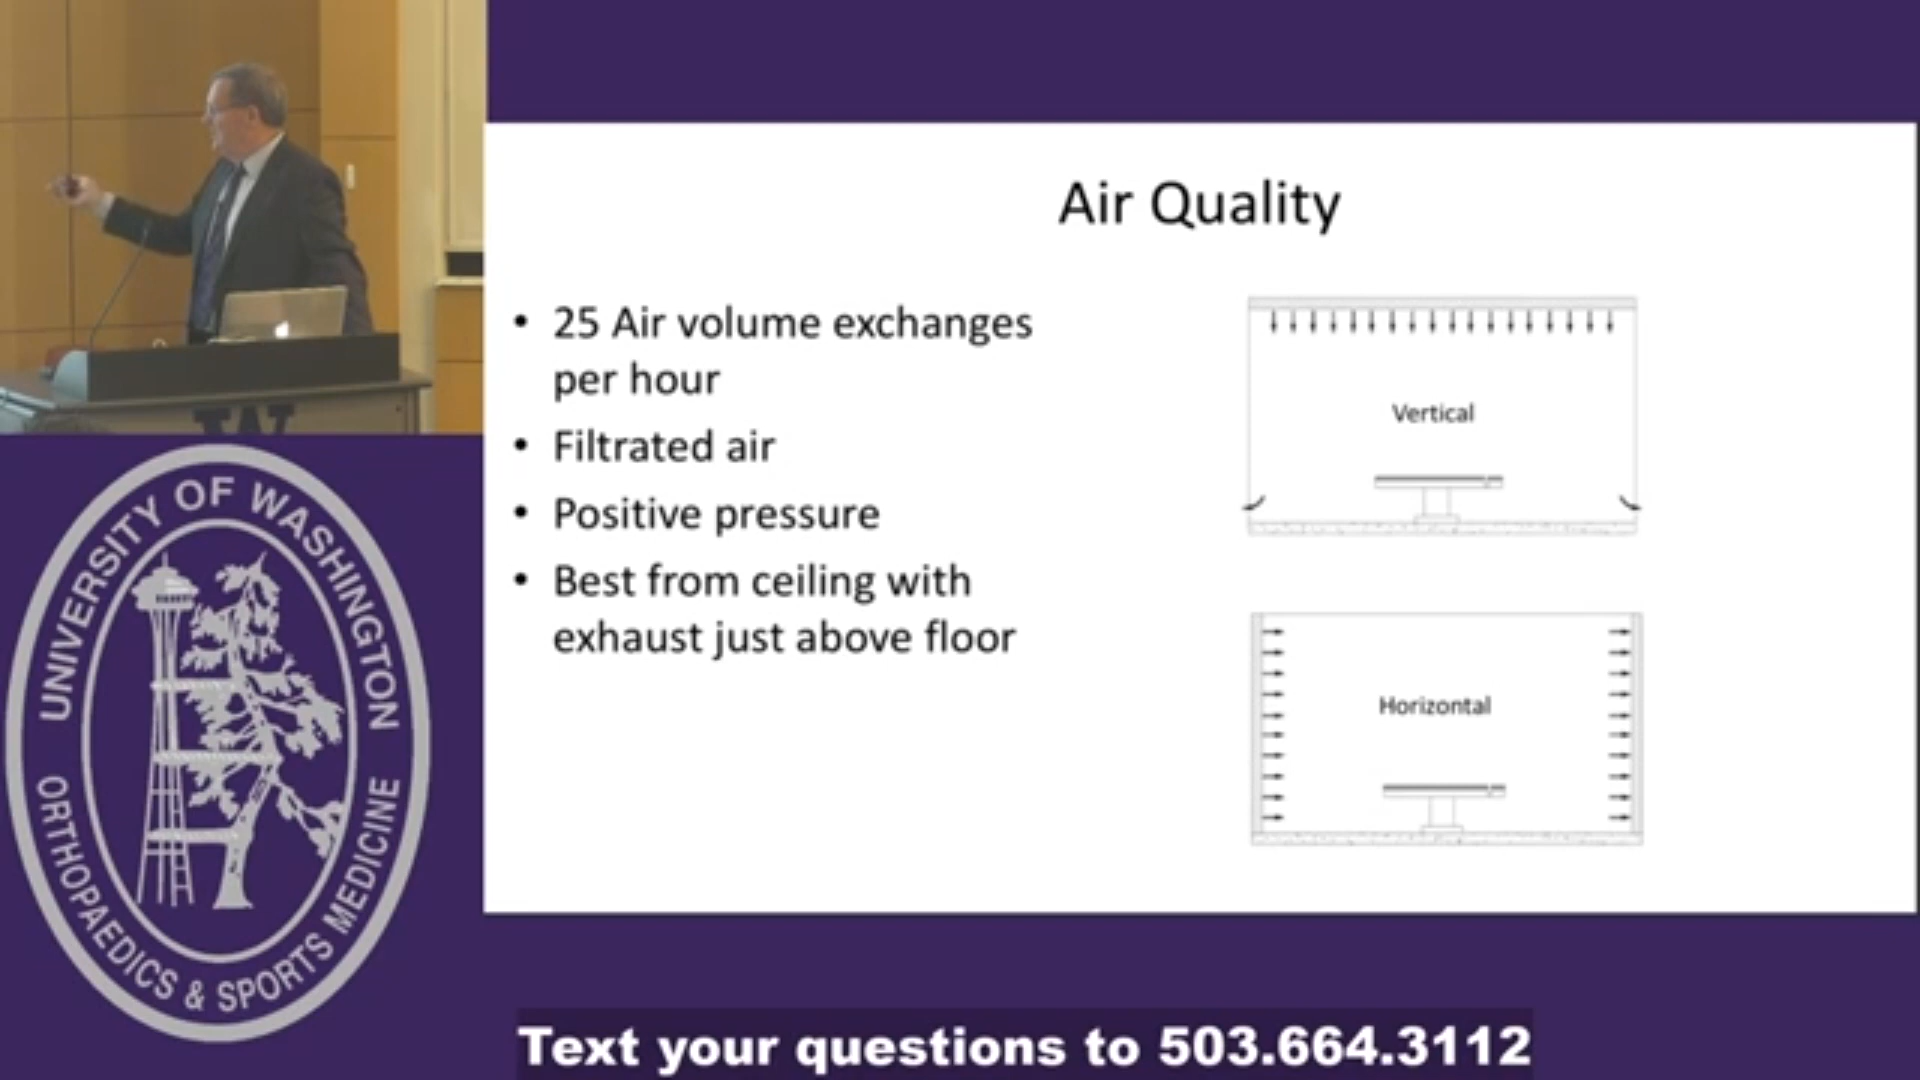 Air Quality
• 25 Air volume exchanges
per hour
• Filtrated air
• Positive pressure
• Best from ceiling with
exhaust just above floor
Vertical
Horizontal
UNIVERSITY OF WASHINGTON
ORTHOPAEDICS & SPORTS MEDICINE
Text your questions to 503.664.3112